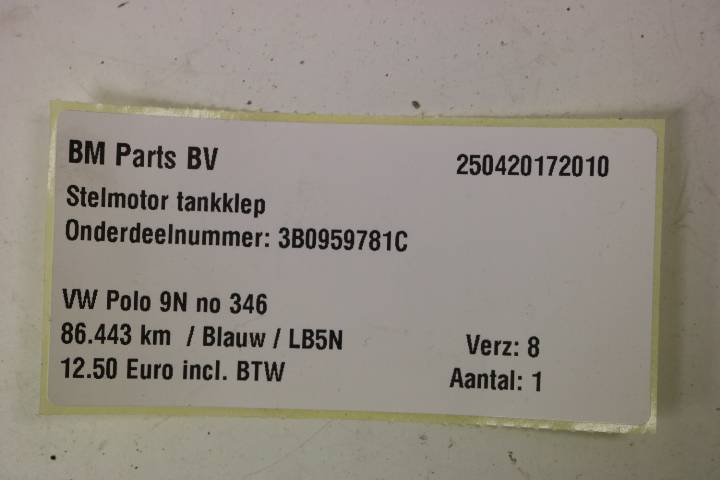 BM Parts BV 250420172010
Stelmotor tankklep
Onderdeelnummer: 3B0959781C
VW Polo 9N no 346
86.443 km / Blauw / LB5N Verz: 8
12.50 Euro incl. BTW Aantal: 1